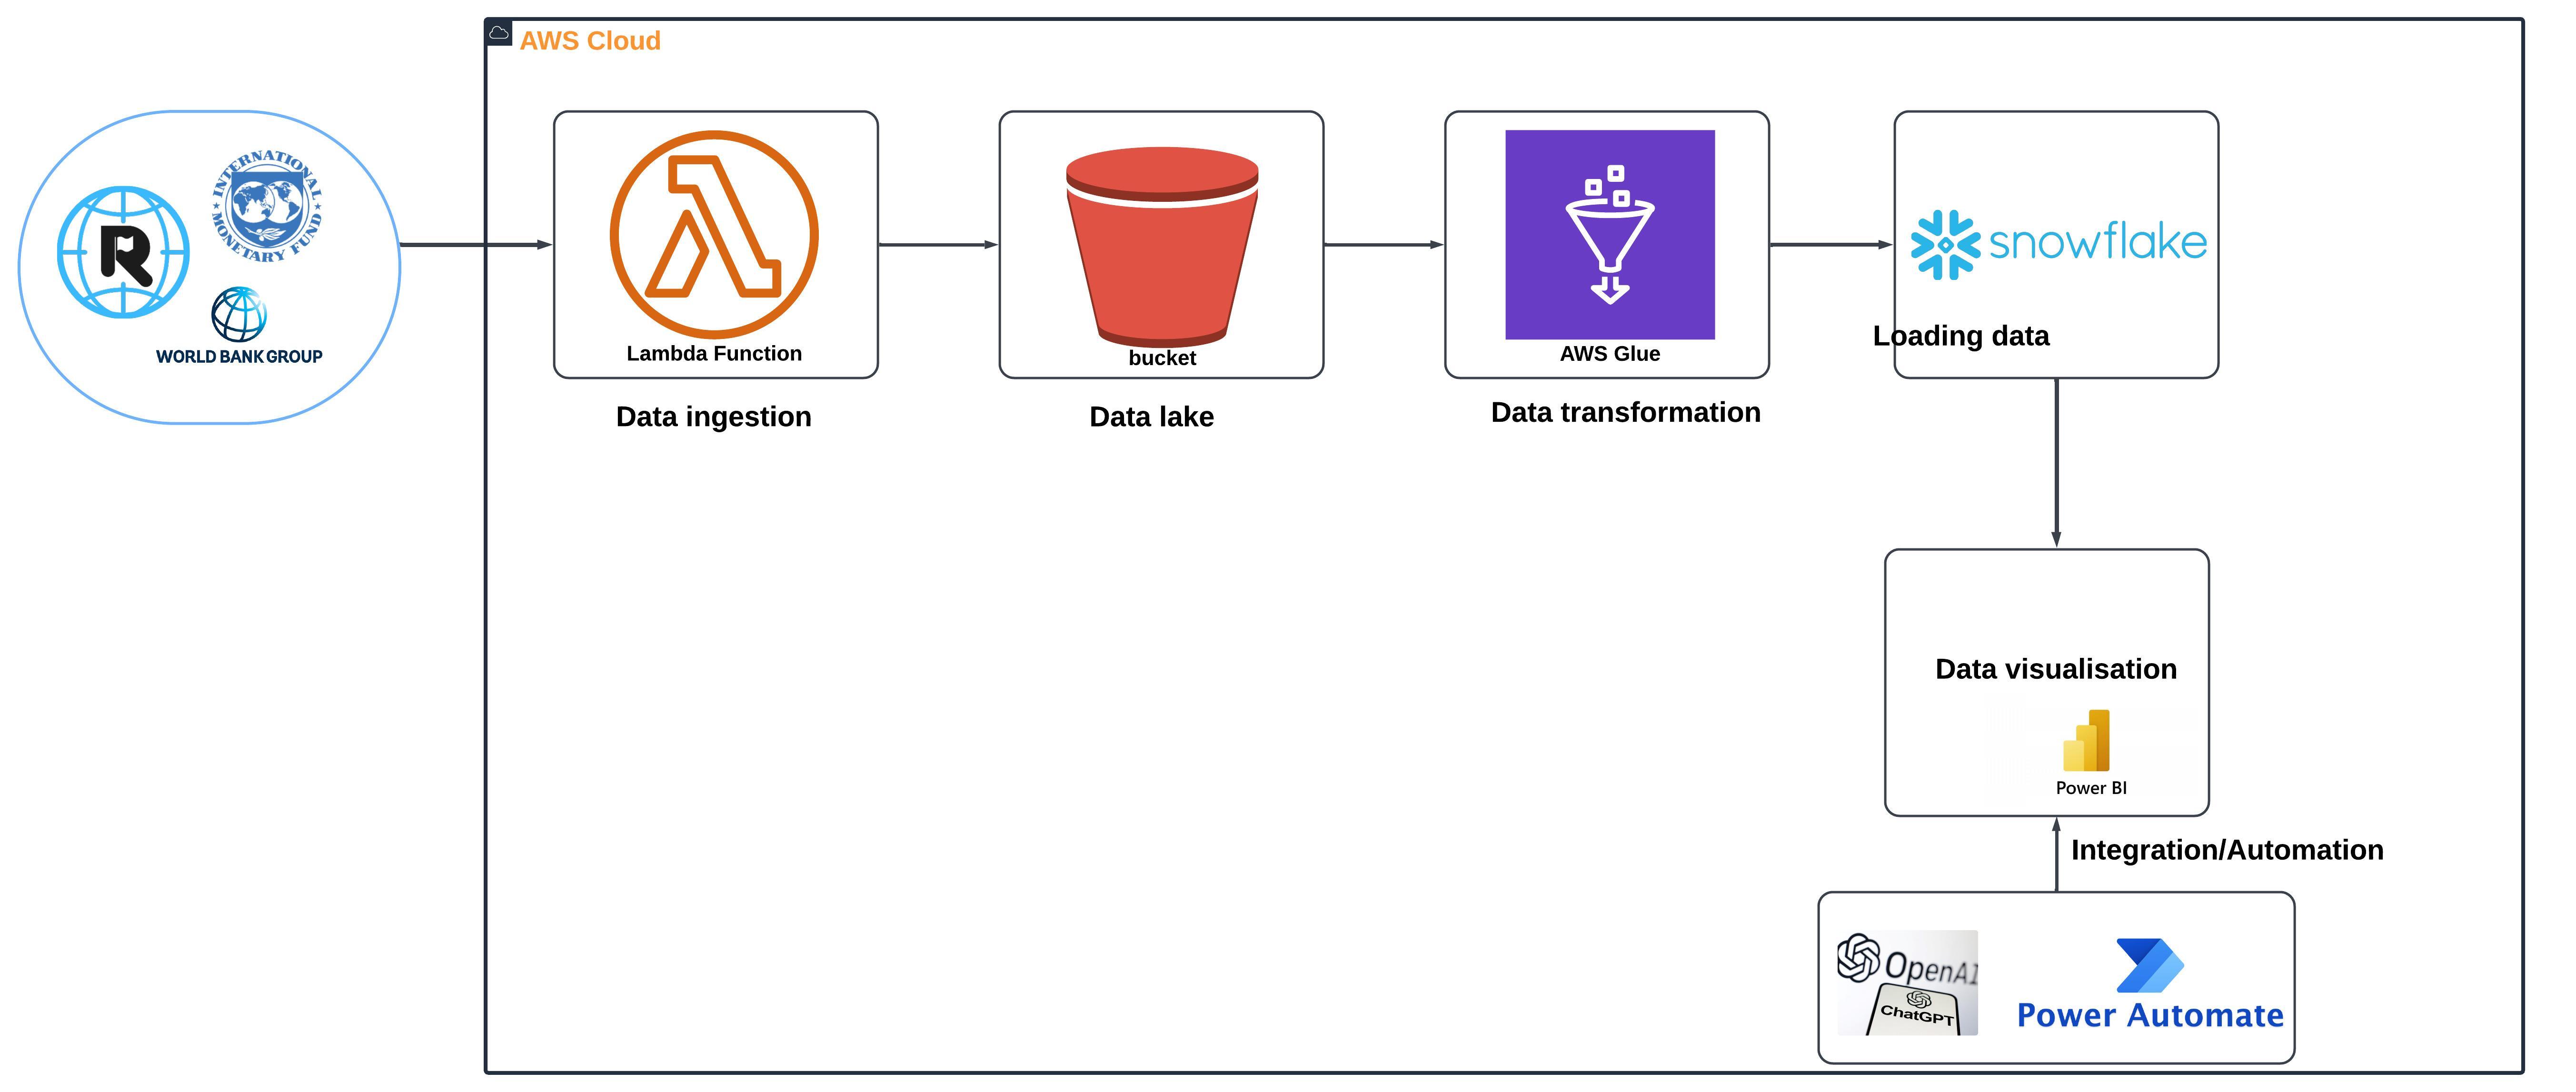 AWS Cloud
R
INTERNATIONAL
MONETARY FUND
WORLD BANK GROUP
Lambda Function
Data ingestion
bucket
Data lake
AWS Glue
Data transformation
snowflake
Loading data
Data visualisation
Power BI
Integration/Automation
OpenAI
ChatGPT
Power Automate